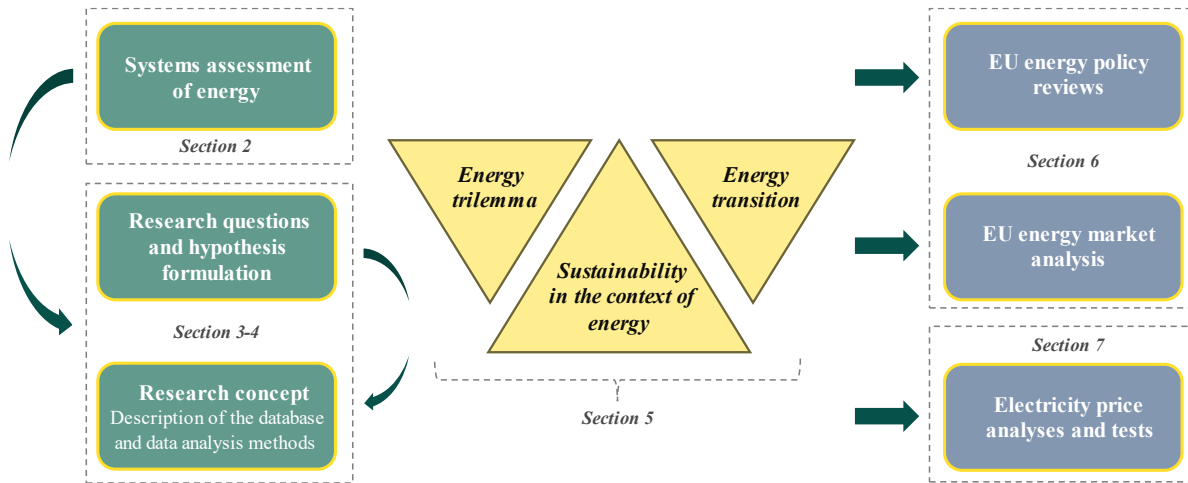 Systems assessment
of energy
Section 2
Research questions
and hypothesis
formulation
Section 3-4
Research concept
Description of the database
and data analysis methods
Energy
trilemma
Energy
transition
Sustainability
in the context of
energy
Section 5
EU energy policy
reviews
Section 6
EU energy market
analysis
Section 7
Electricity price
analyses and tests